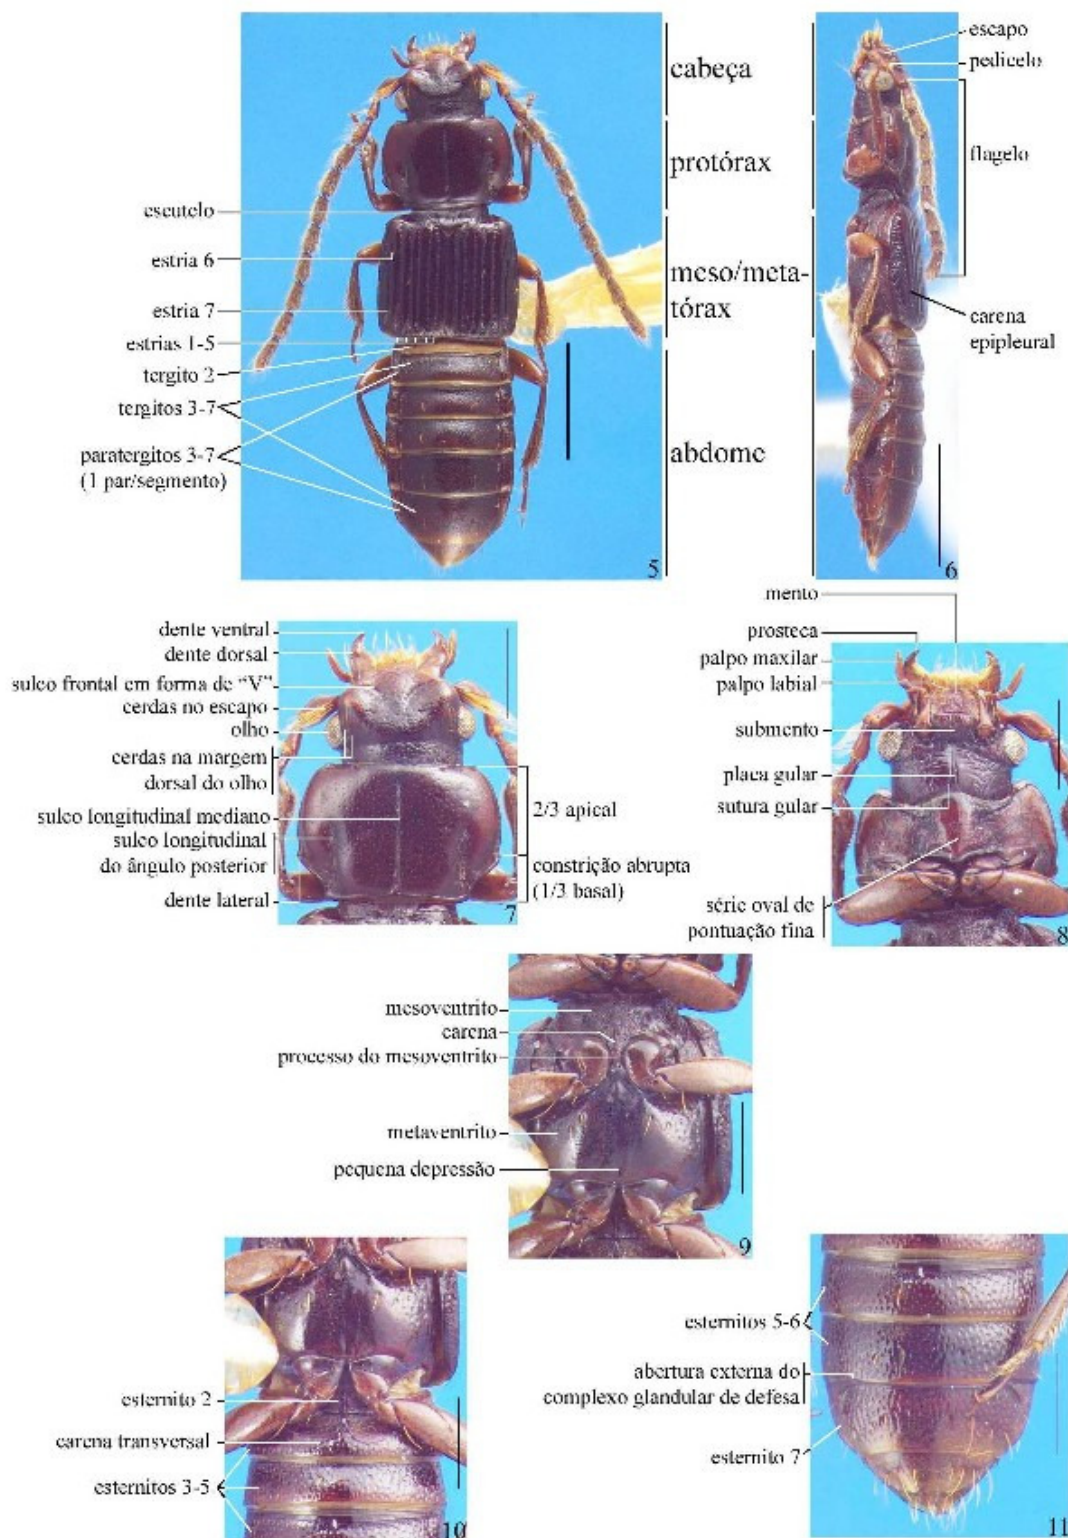 cabeça
protórax
meso/meta-
tórax
abdome
escutelo
estria 6
estria 7
estrias 1-5
tergito 2
tergitos 3-7
paratergitos 3-7
(1 par/segmento)
5
escapo
pedicelo
flagelo
carena
epipleural
6
dente ventral
dente dorsal
sulco frontal em forma de “V”
cerdas no escapo
olho
cerdas na margem
dorsal do olho
sulco longitudinal mediano
sulco longitudinal
do ângulo posterior
dente lateral
2/3 apical
constrição abrupta
(1/3 basal)
7
mento
prosteca
palpo maxilar
palpo labial
submento
placa gular
sutura gular
série oval de
pontuação fina
8
mesoventrito
carena
processo do mesoventrito
metaventrito
pequena depressão
9
esternito 2
carena transversal
esternitos 3-5
10
esternitos 5-6
abertura externa do
complexo glandular de defesa
esternito 7
11